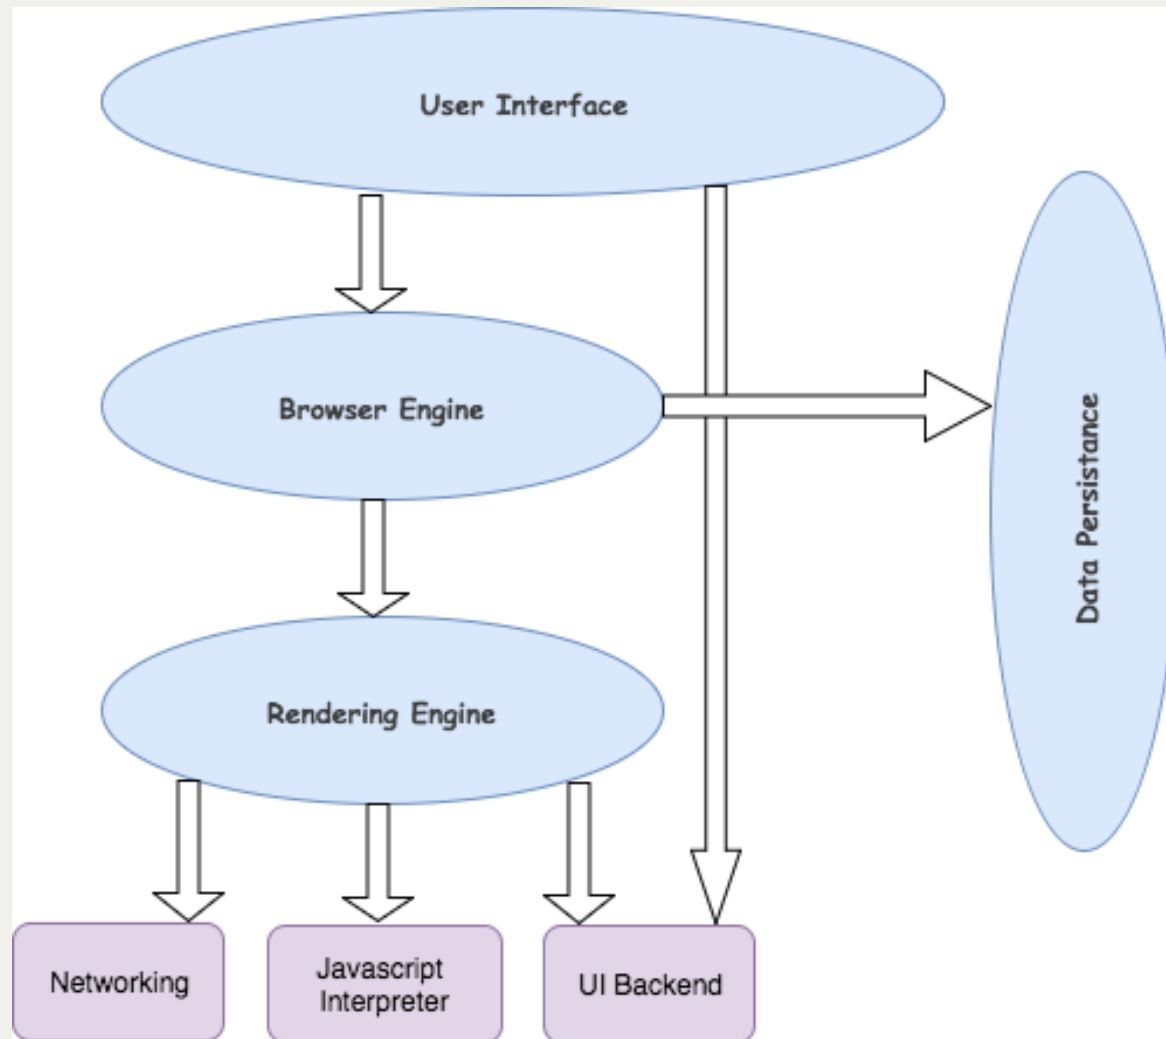 User Interface
Browser Engine
Data Persistance
Rendering Engine
Networking
Javascript
Interpreter
UI Backend